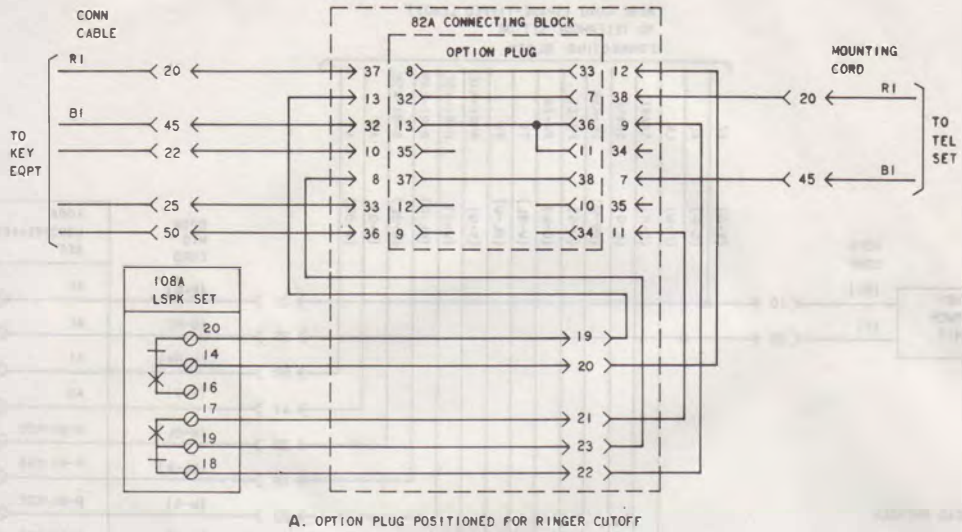 CONN
CABLE
82A CONNECTING BLOCK
OPTION PLUG
MOUNTING
CORD
R1 20 37 8 33 12
13 32 7 38 20 R1
B1 45 32 13 36 9
TO
KEY
EQPT
22 10 35 11 34
TO
TEL
SET
8 37 38 7 45 B1
25 33 12 10 35
50 36 9 34 11
108A
LSPK SET
20 19
14 20
16
17 21
19 23
18 22
A. OPTION PLUG POSITIONED FOR RINGER CUTOFF